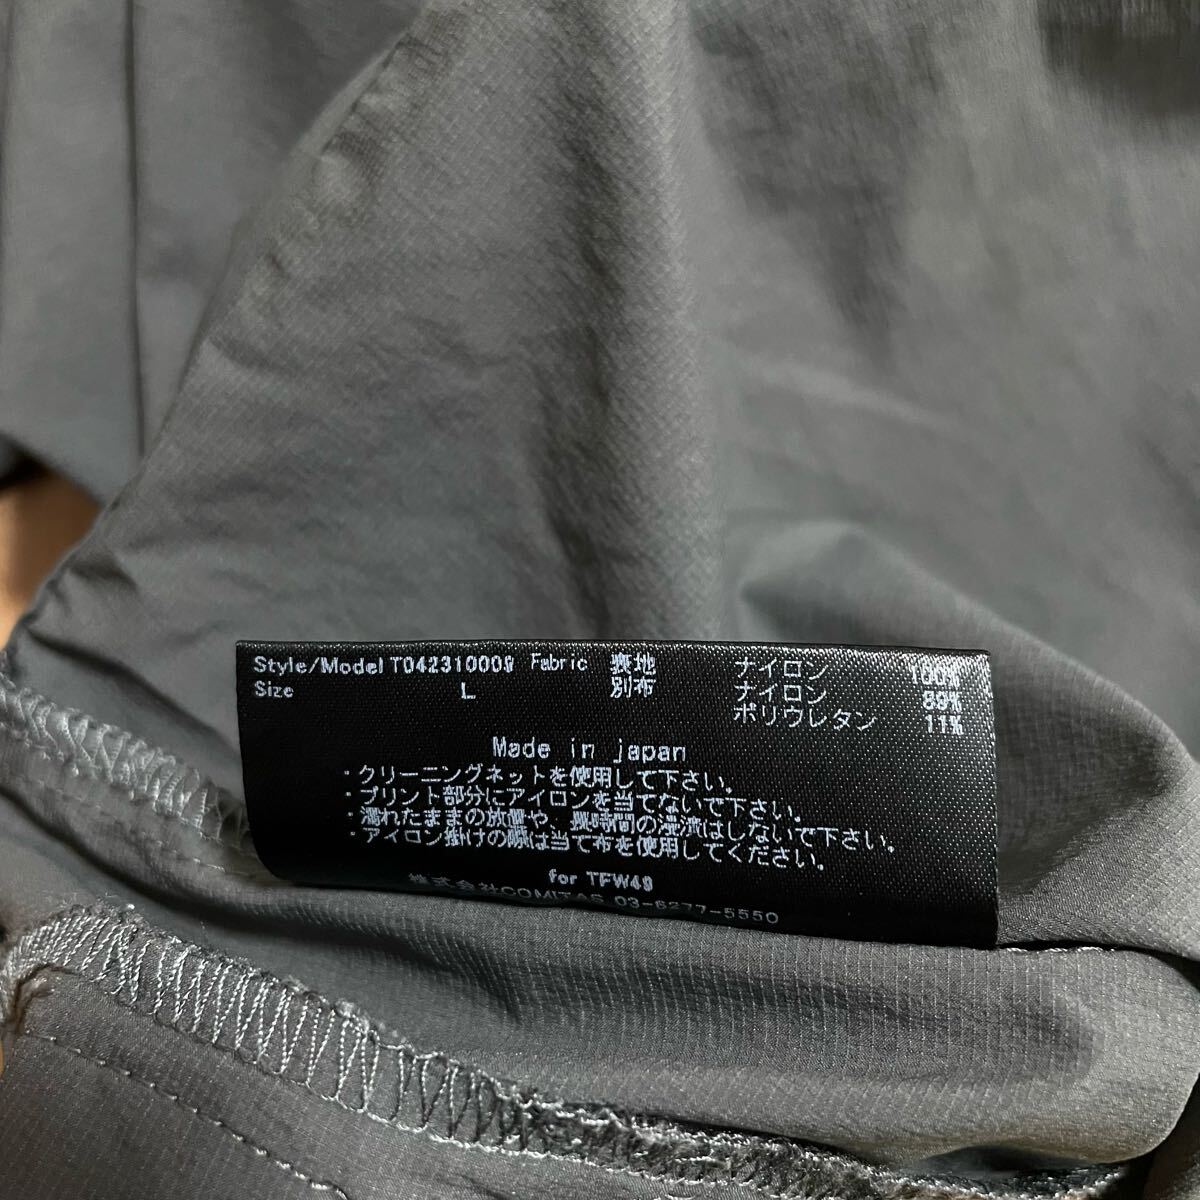 Style/Model T042310009 Fabric 表地 ナイロン 100%
Size L 別布 ナイロン 89%
ポリウレタン 11%
Made in japan
・クリーニングネットを使用して下さい。
・プリント部分にアイロンを当てないで下さい。
・濡れたままの放置や、長時間の浸漬はしないで下さい。
・アイロン掛けの際は当て布を使用してください。
for TFW49
株式会社COMITAS 03-6277-5550